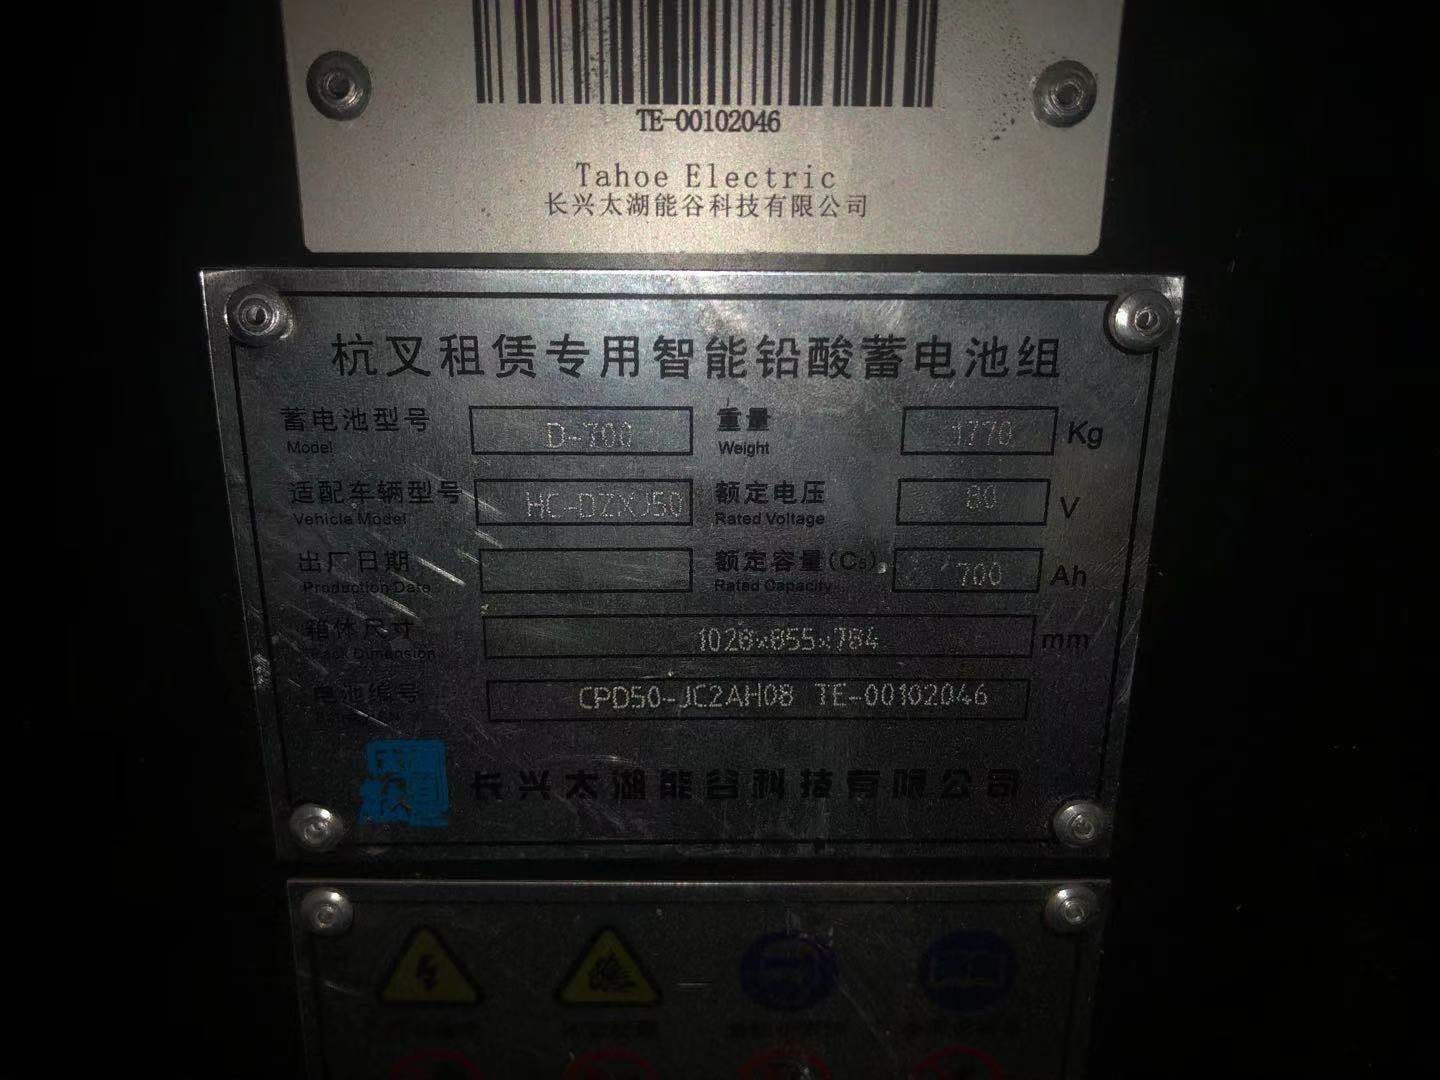 TE-00102046
Tahoe Electric
长兴太湖能谷科技有限公司
杭叉租赁专用智能铅酸蓄电池组
蓄电池型号 D-700 重量 1770 Kg
Model Weight
适配车辆型号 HC-DZXJ50 额定电压 80 V
Vehicle Model Rated Voltage
出厂日期 额定容量(C5) 700 Ah
Production Date Rated Capacity
箱体尺寸 1028×855×784 mm
Pack Dimension
电池编号 CPD50-JC2AH08 TE-00102046
长兴太湖能谷科技有限公司